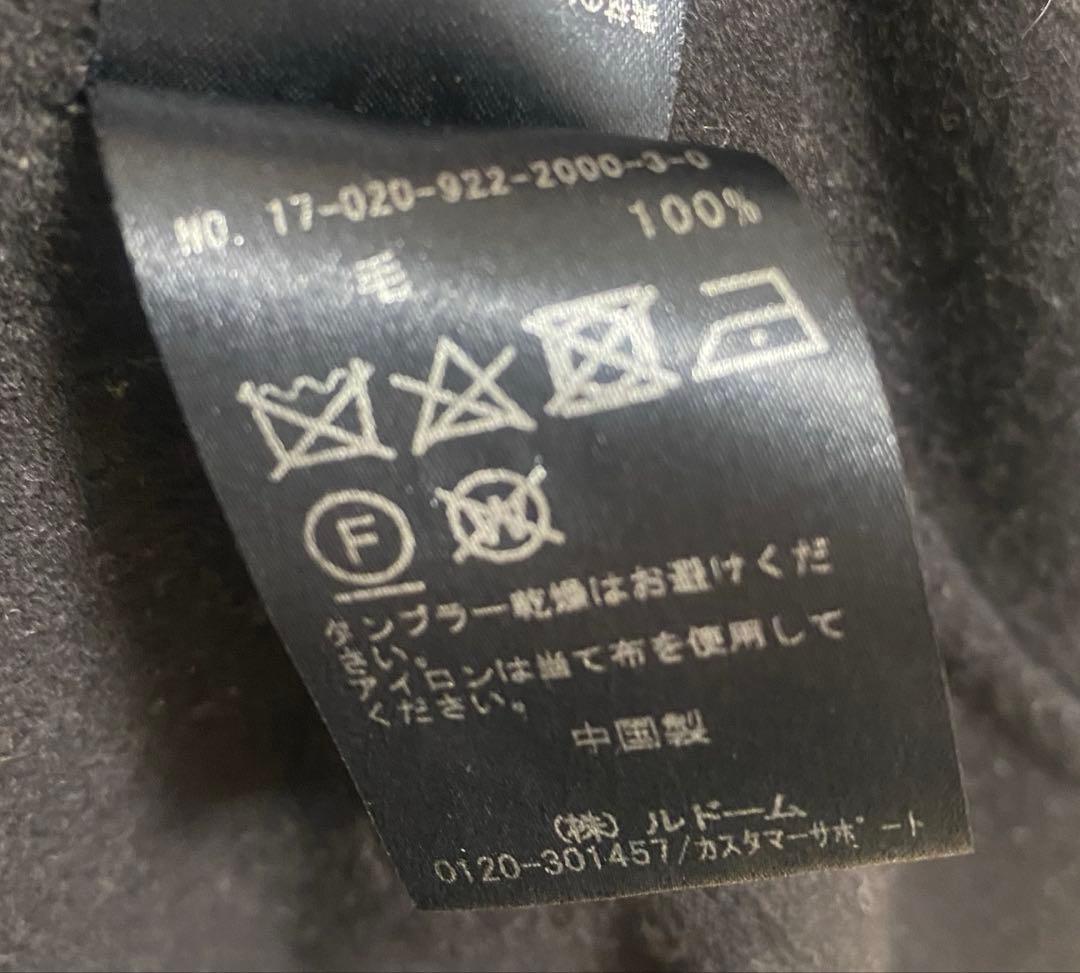 NO. 17-020-922-2000-3-0
毛 100%
F
W
タンブラー乾燥はお避けくだ
さい。
アイロンは当て布を使用して
ください。
中国製
(株) ルドーム
0120-301457/カスタマーサポート